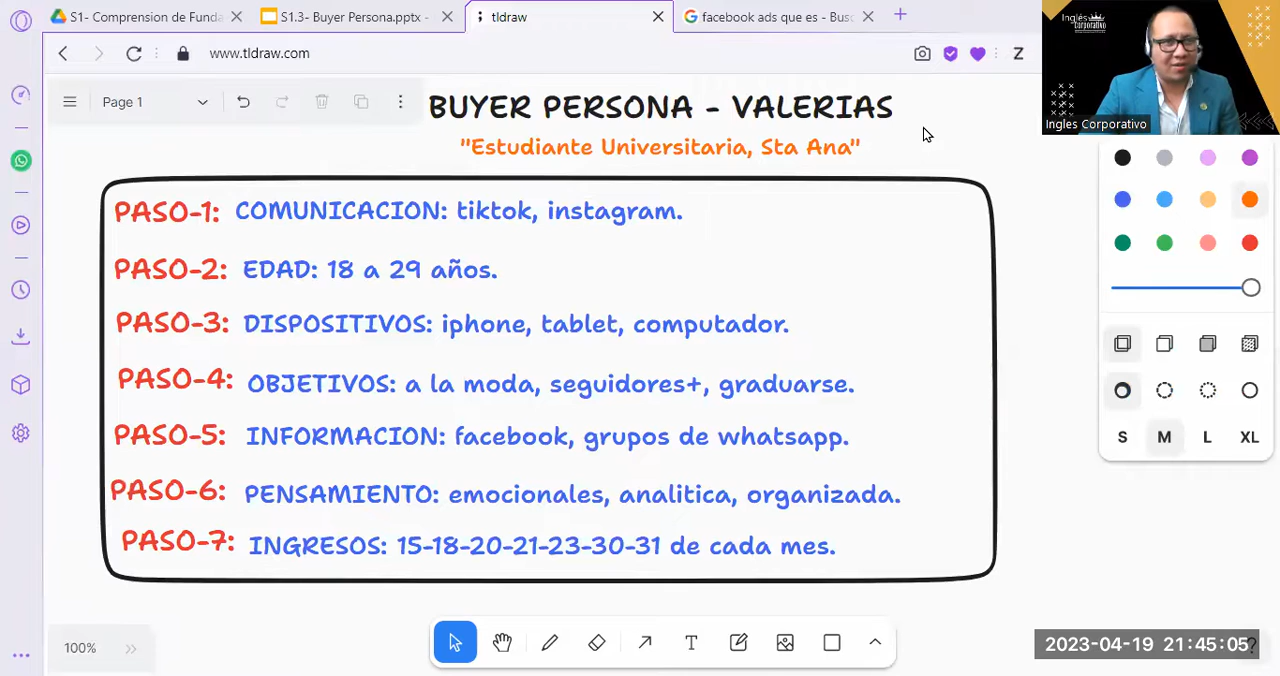 S1- Comprension de Funda
S1.3- Buyer Persona.pptx -
tldraw
facebook ads que es - Bus
www.tldraw.com
Z
Inglés Corporativo
Ingles Corporativo
Page 1
BUYER PERSONA - VALERIAS
"Estudiante Universitaria, Sta Ana"
PASO-1: COMUNICACION: tiktok, instagram.
PASO-2: EDAD: 18 a 29 años.
PASO-3: DISPOSITIVOS: iphone, tablet, computador.
PASO-4: OBJETIVOS: a la moda, seguidores+, graduarse.
PASO-5: INFORMACION: facebook, grupos de whatsapp.
PASO-6: PENSAMIENTO: emocionales, analitica, organizada.
PASO-7: INGRESOS: 15-18-20-21-23-30-31 de cada mes.
S M L XL
100%
T
2023-04-19 21:45:05
?